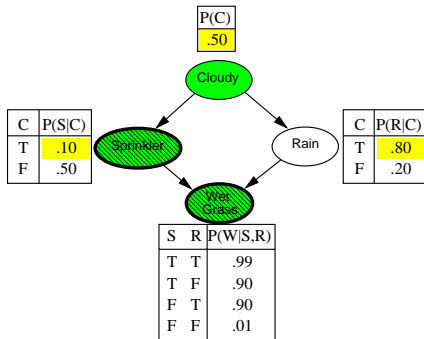 P(C)
.50
Cloudy
C P(S|C)
T .10
F .50
Sprinkler
Rain
C P(R|C)
T .80
F .20
Wet
Grass
S R P(W|S,R)
T T .99
T F .90
F T .90
F F .01